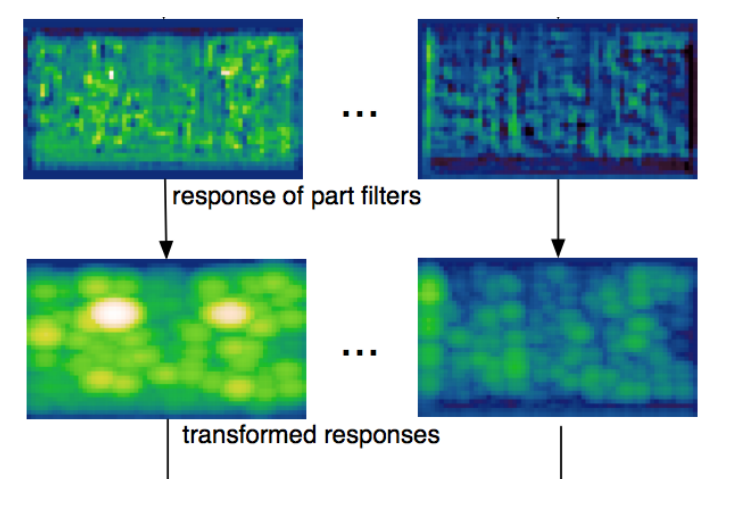 ...
response of part filters
...
transformed responses